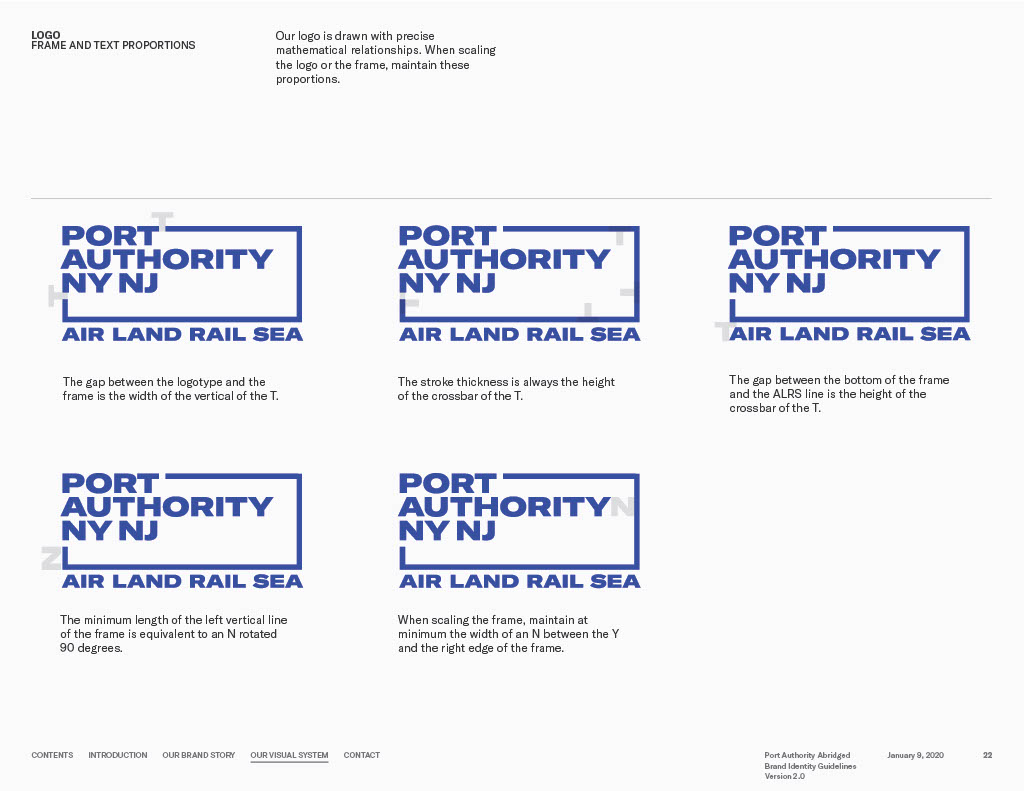 LOGO
FRAME AND TEXT PROPORTIONS
Our logo is drawn with precise
mathematical relationships. When scaling
the logo or the frame, maintain these
proportions.
T
PORT
AUTHORITY
NY NJ
T
AIR LAND RAIL SEA
The gap between the logotype and the
frame is the width of the vertical of the T.
PORT
AUTHORITY
NY NJ
T
T
T
T
AIR LAND RAIL SEA
The stroke thickness is always the height
of the crossbar of the T.
PORT
AUTHORITY
NY NJ
T
AIR LAND RAIL SEA
The gap between the bottom of the frame
and the ALRS line is the height of the
crossbar of the T.
PORT
AUTHORITY
NY NJ
N
AIR LAND RAIL SEA
The minimum length of the left vertical line
of the frame is equivalent to an N rotated
90 degrees.
PORT
AUTHORITY N
NY NJ
AIR LAND RAIL SEA
When scaling the frame, maintain at
minimum the width of an N between the Y
and the right edge of the frame.
CONTENTS INTRODUCTION OUR BRAND STORY OUR VISUAL SYSTEM CONTACT
Port Authority Abridged January 9, 2020 22
Brand Identity Guidelines
Version 2.0